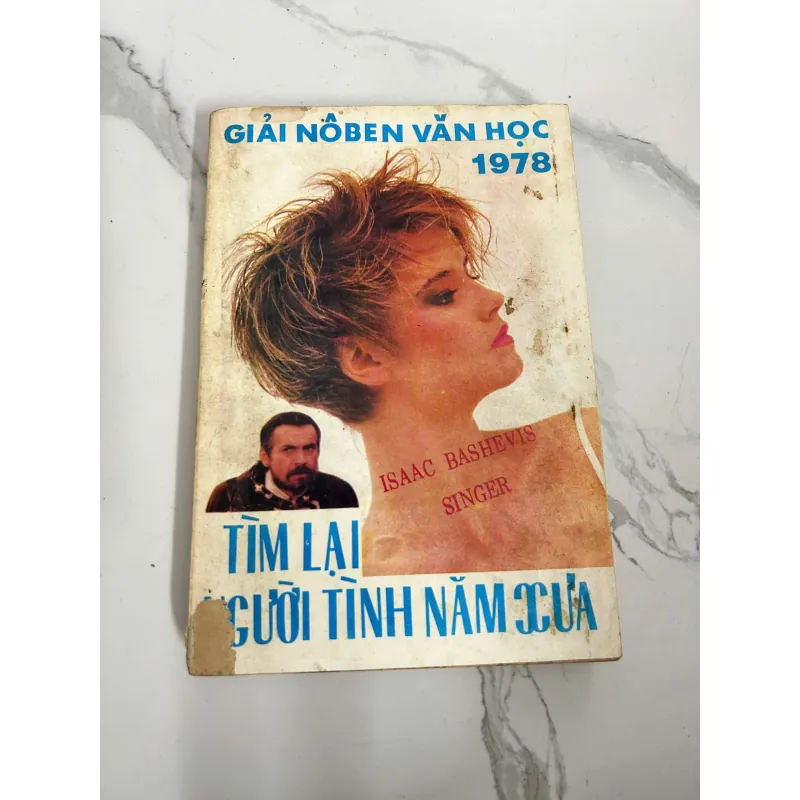 GIẢI NÔBEN VĂN HỌC
1978
ISAAC BASHEVIS
SINGER
TÌM LẠI
NGƯỜI TÌNH NĂM XƯA